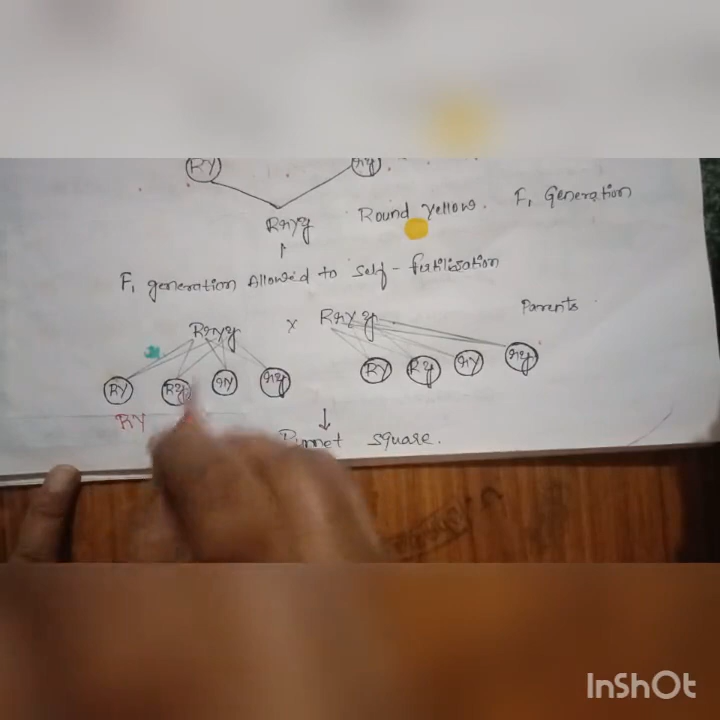 RY ry
RrYy Round Yellow. F1 Generation
F1 generation Allowed to self-fertilisation
Parents
RrYy x RrYy
RY Ry rY ry RY Ry rY ry
RY
Punnet square.
InShOt